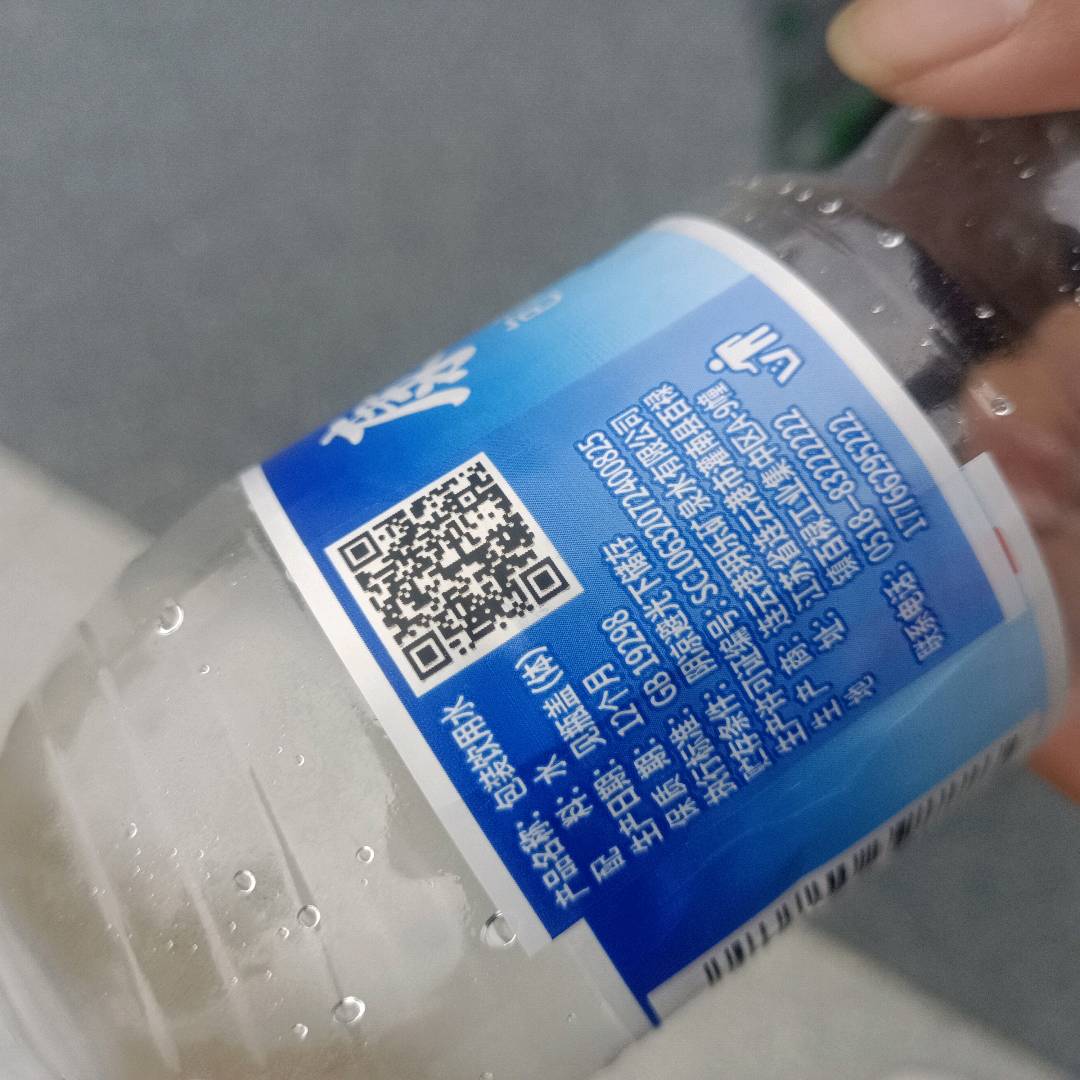 产品名称：包装饮用水
配 料：水
生产日期：见瓶盖(体)
保 质 期：12个月
执行标准：GB 19298
贮存条件：阴凉避光下储存
生产许可证编号：SC10632072400825
生 产 商：连云港玥乐矿泉水有限公司
生 产 地 址：江苏省连云港市灌南县百禄
镇百禄工业集中区A-9幢
联系电话：0518-83222222
17766295222